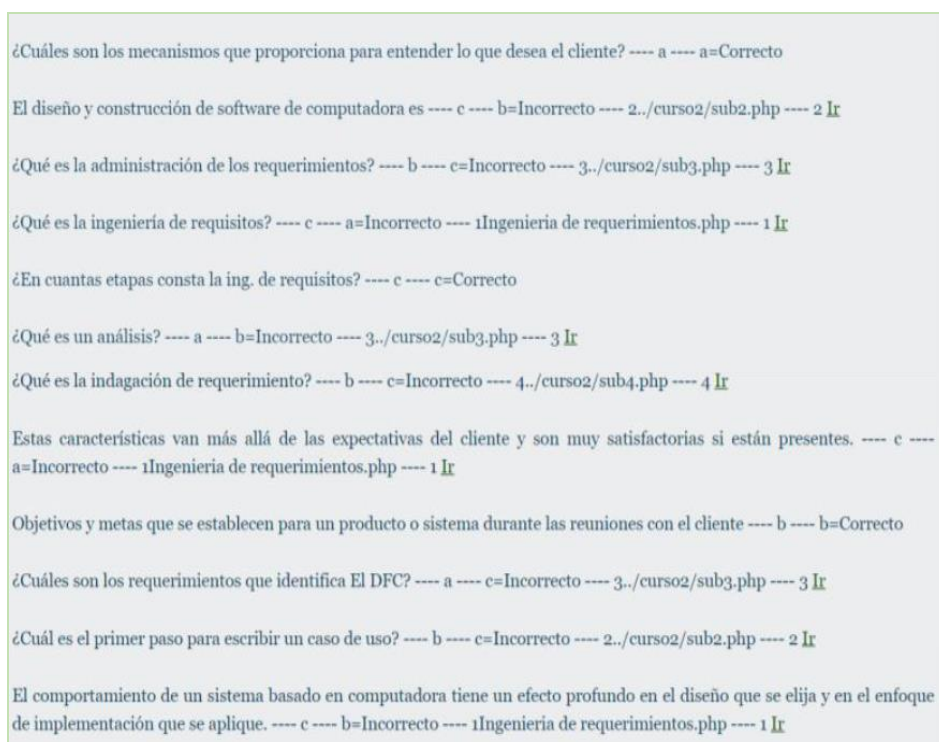 ¿Cuáles son los mecanismos que proporciona para entender lo que desea el cliente? ---- a ---- a=Correcto
El diseño y construcción de software de computadora es ---- c ---- b=Incorrecto ---- 2../curso2/sub2.php ---- 2 Ir
¿Qué es la administración de los requerimientos? ---- b ---- c=Incorrecto ---- 3../curso2/sub3.php ---- 3 Ir
¿Qué es la ingeniería de requisitos? ---- c ---- a=Incorrecto ---- 1Ingenieria de requerimientos.php ---- 1 Ir
¿En cuantas etapas consta la ing. de requisitos? ---- c ---- c=Correcto
¿Qué es un análisis? ---- a ---- b=Incorrecto ---- 3../curso2/sub3.php ---- 3 Ir
¿Qué es la indagación de requerimiento? ---- b ---- c=Incorrecto ---- 4../curso2/sub4.php ---- 4 Ir
Estas características van más allá de las expectativas del cliente y son muy satisfactorias si están presentes. ---- c ----
a=Incorrecto ---- 1Ingenieria de requerimientos.php ---- 1 Ir
Objetivos y metas que se establecen para un producto o sistema durante las reuniones con el cliente ---- b ---- b=Correcto
¿Cuáles son los requerimientos que identifica El DFC? ---- a ---- c=Incorrecto ---- 3../curso2/sub3.php ---- 3 Ir
¿Cuál es el primer paso para escribir un caso de uso? ---- b ---- c=Incorrecto ---- 2../curso2/sub2.php ---- 2 Ir
El comportamiento de un sistema basado en computadora tiene un efecto profundo en el diseño que se elija y en el enfoque
de implementación que se aplique. ---- c ---- b=Incorrecto ---- 1Ingenieria de requerimientos.php ---- 1 Ir